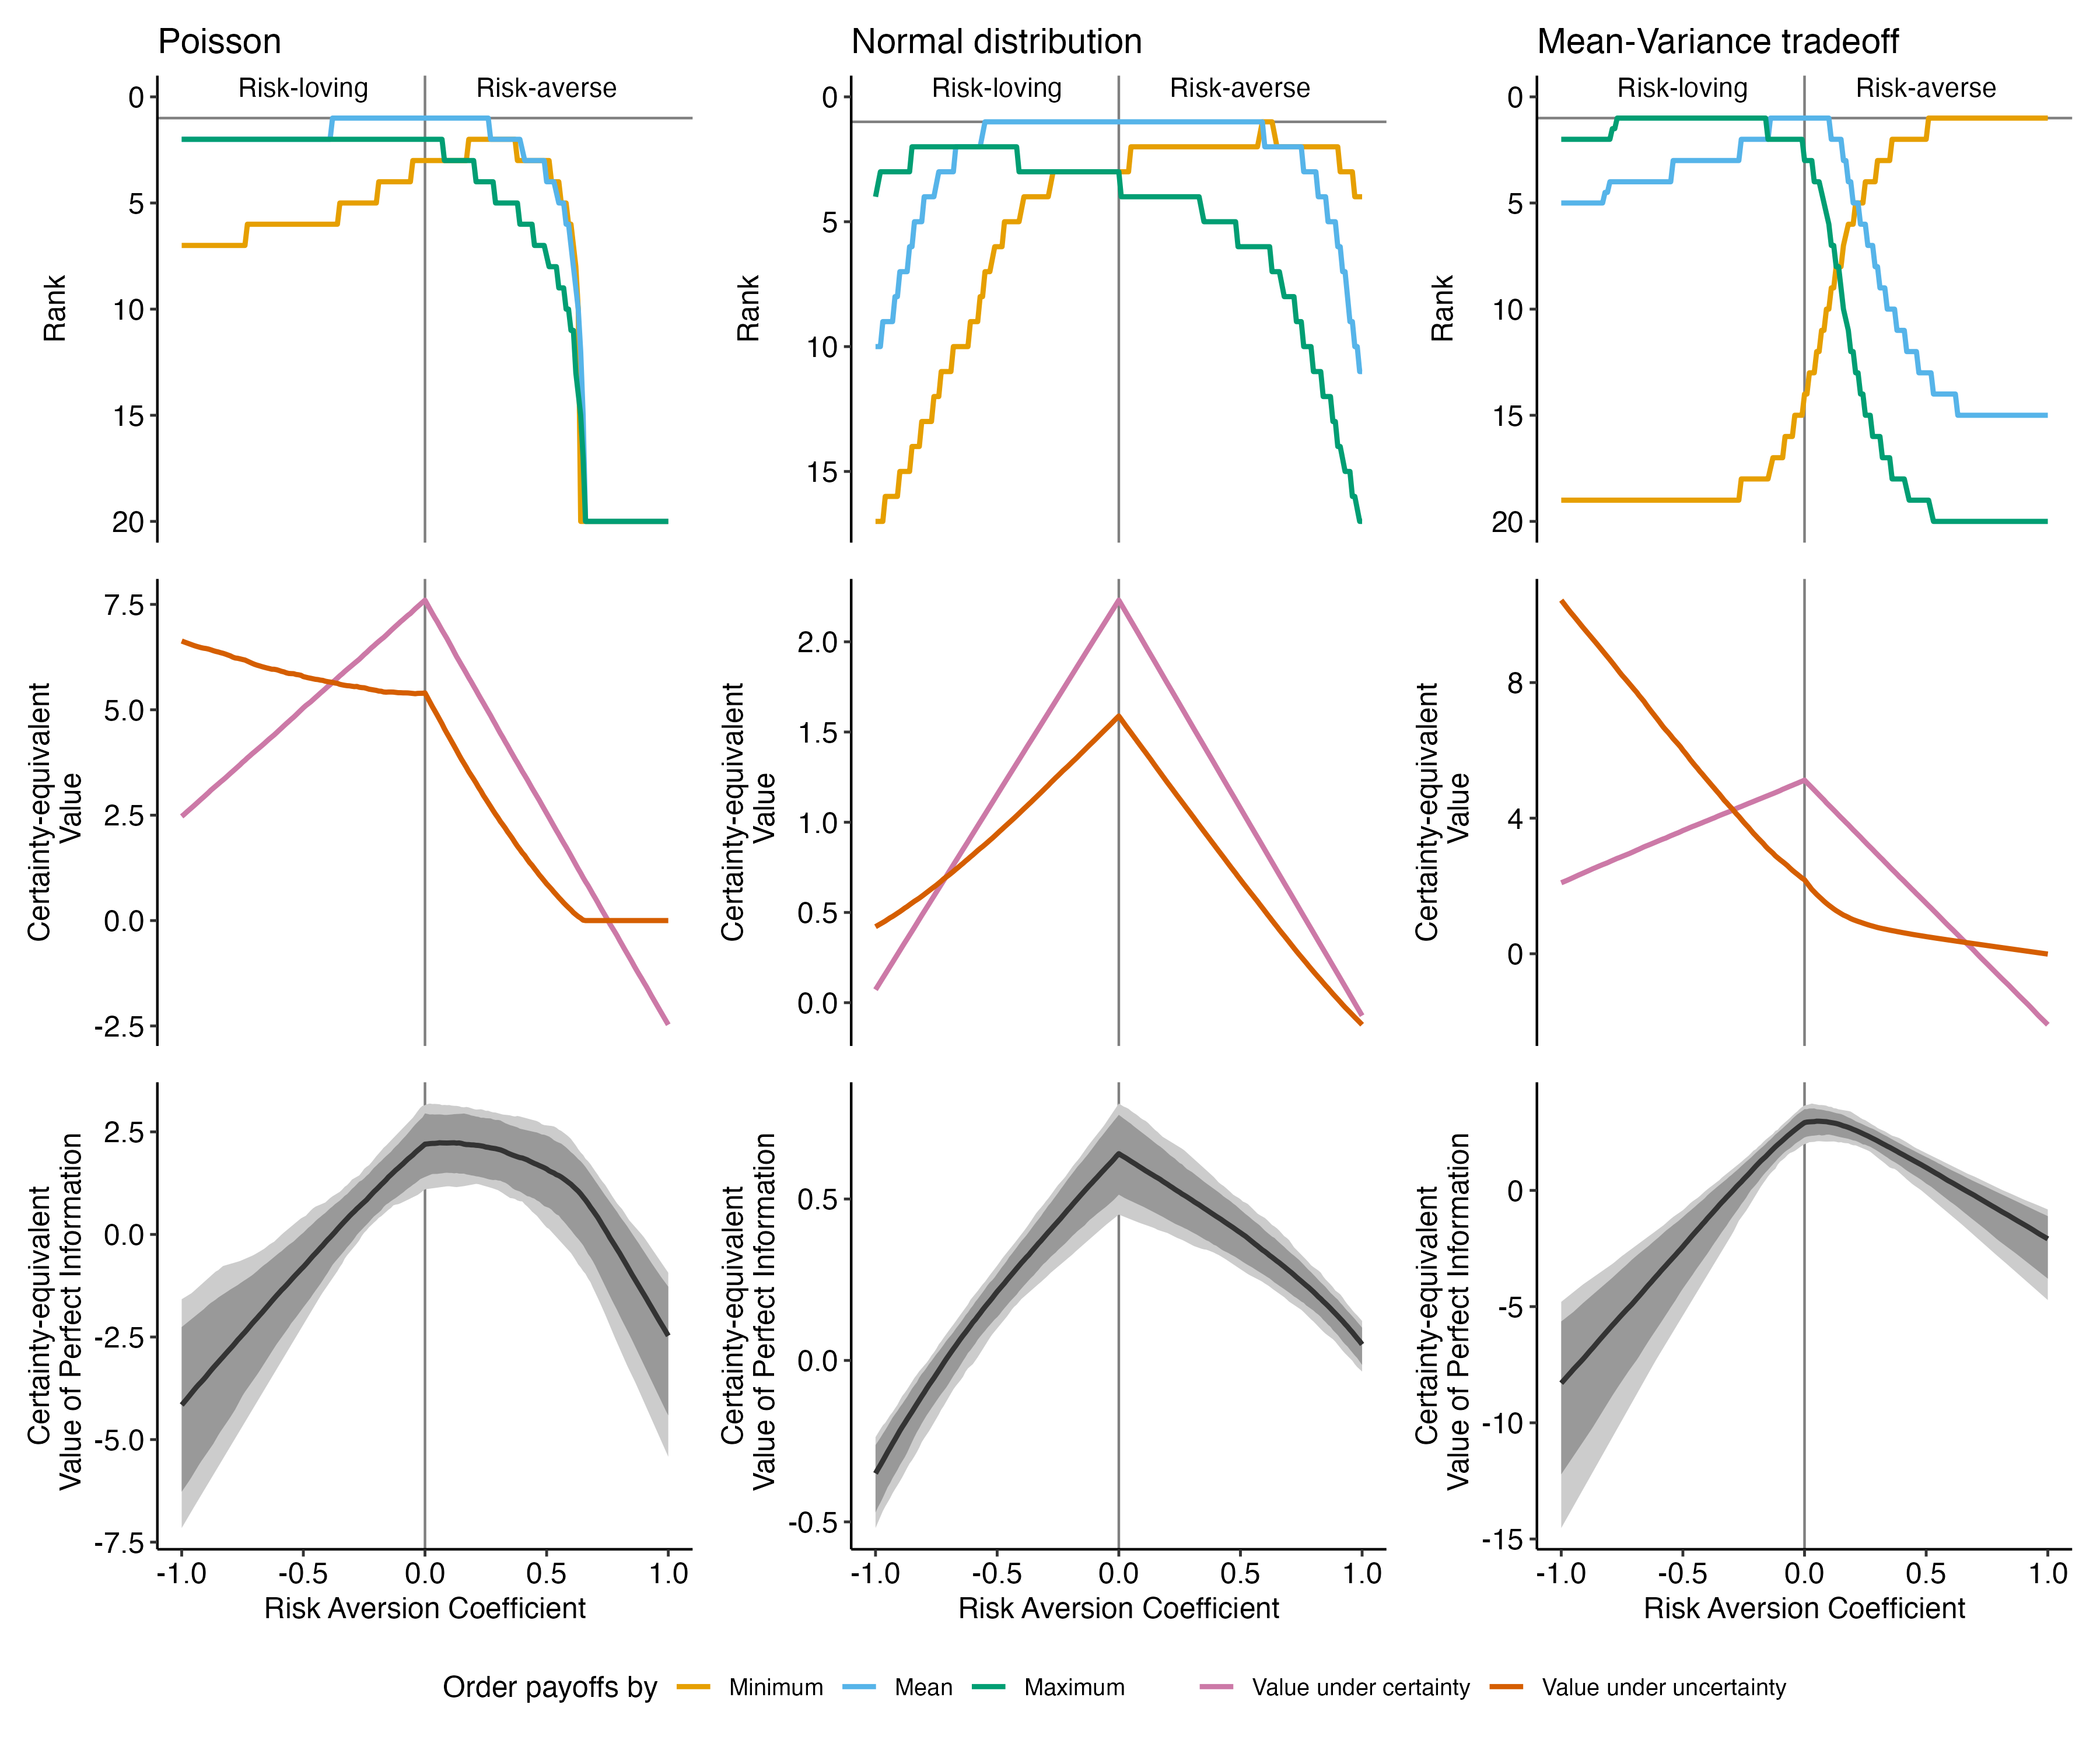 Poisson
Normal distribution
Mean-Variance tradeoff
Risk-loving
Risk-averse
Risk-loving
Risk-averse
Risk-loving
Risk-averse
Rank
0
5
10
15
20
Rank
0
5
10
15
Rank
0
5
10
15
20
Certainty-equivalent
Value
7.5
5.0
2.5
0.0
-2.5
Certainty-equivalent
Value
2.0
1.5
1.0
0.5
0.0
Certainty-equivalent
Value
8
4
0
Certainty-equivalent
Value of Perfect Information
2.5
0.0
-2.5
-5.0
-7.5
-1.0 -0.5 0.0 0.5 1.0
Risk Aversion Coefficient
Certainty-equivalent
Value of Perfect Information
0.5
0.0
-0.5
-1.0 -0.5 0.0 0.5 1.0
Risk Aversion Coefficient
Certainty-equivalent
Value of Perfect Information
0
-5
-10
-15
-1.0 -0.5 0.0 0.5 1.0
Risk Aversion Coefficient
Order payoffs by Minimum Mean Maximum Value under certainty Value under uncertainty